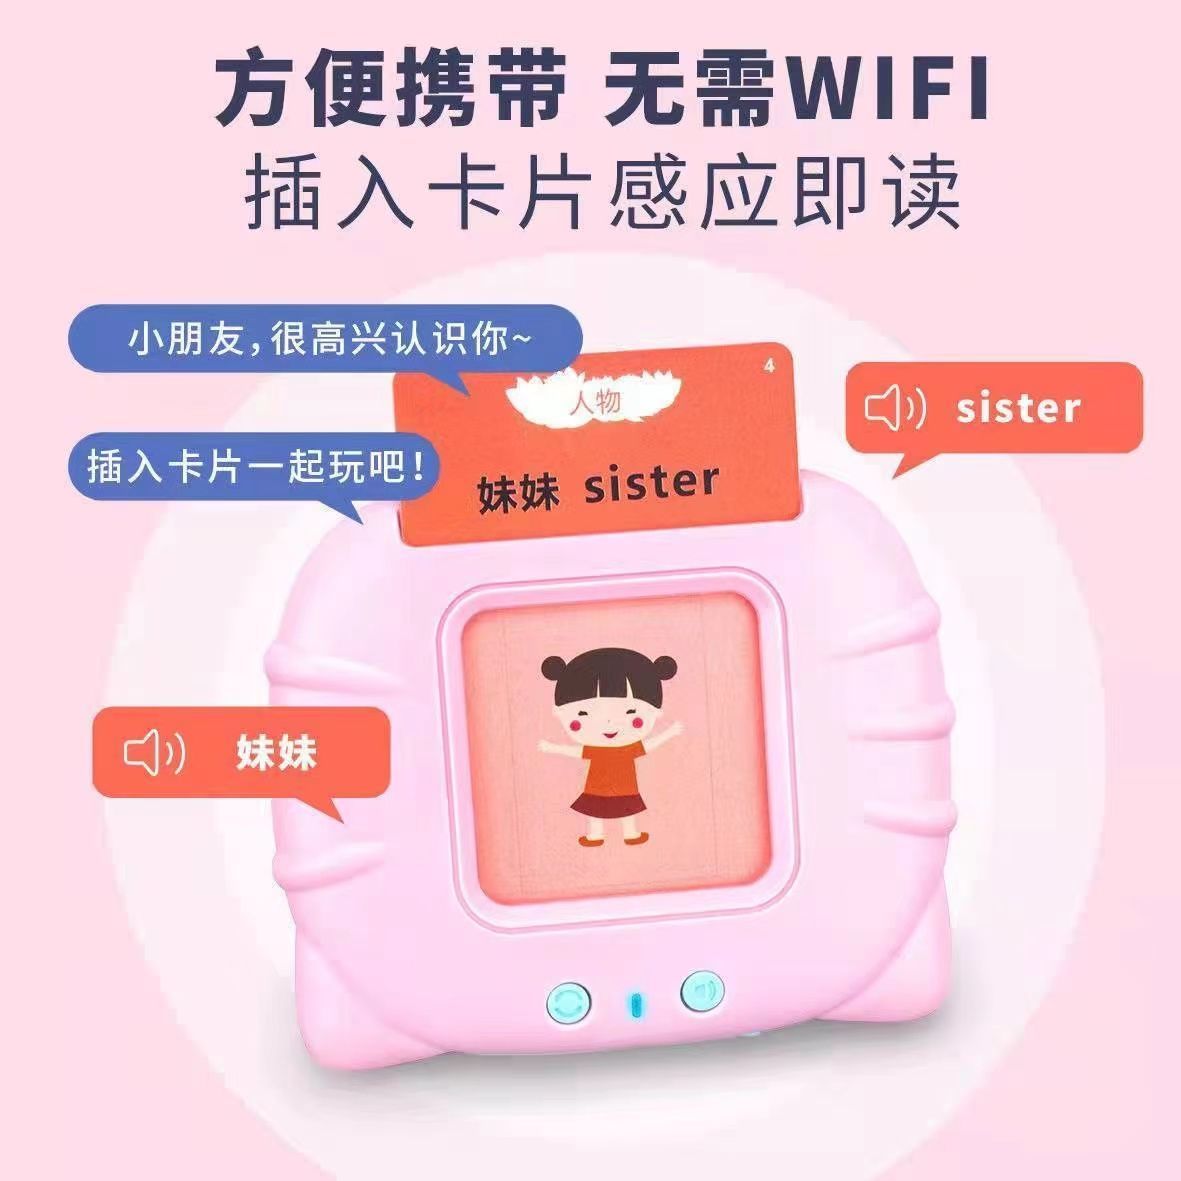 方便携带 无需WIFI
插入卡片感应即读
小朋友，很高兴认识你~
4
人物
sister
插入卡片一起玩吧！
妹妹 sister
妹妹